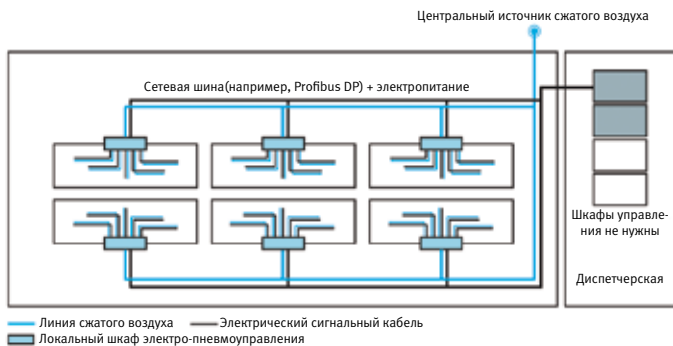 Центральный источник сжатого воздуха
Сетевая шина(например, Profibus DP) + электропитание
Шкафы управле-
ния не нужны
Диспетчерская
Линия сжатого воздуха
Электрический сигнальный кабель
Локальный шкаф электро-пневмоуправления